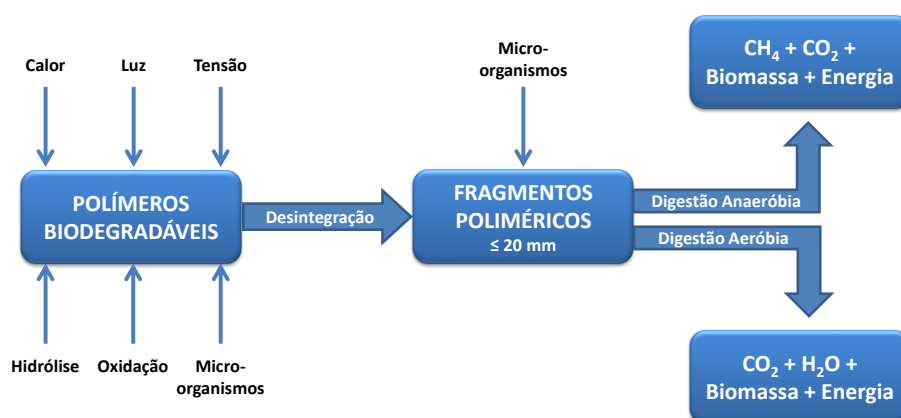 Calor
Luz
Tensão
POLÍMEROS
BIODEGRADÁVEIS
Hidrólise
Oxidação
Micro-
organismos
Desintegração
Micro-
organismos
FRAGMENTOS
POLIMÉRICOS
≤ 20 mm
Digestão Anaeróbia
Digestão Aeróbia
CH₄ + CO₂ +
Biomassa + Energia
CO₂ + H₂O +
Biomassa + Energia